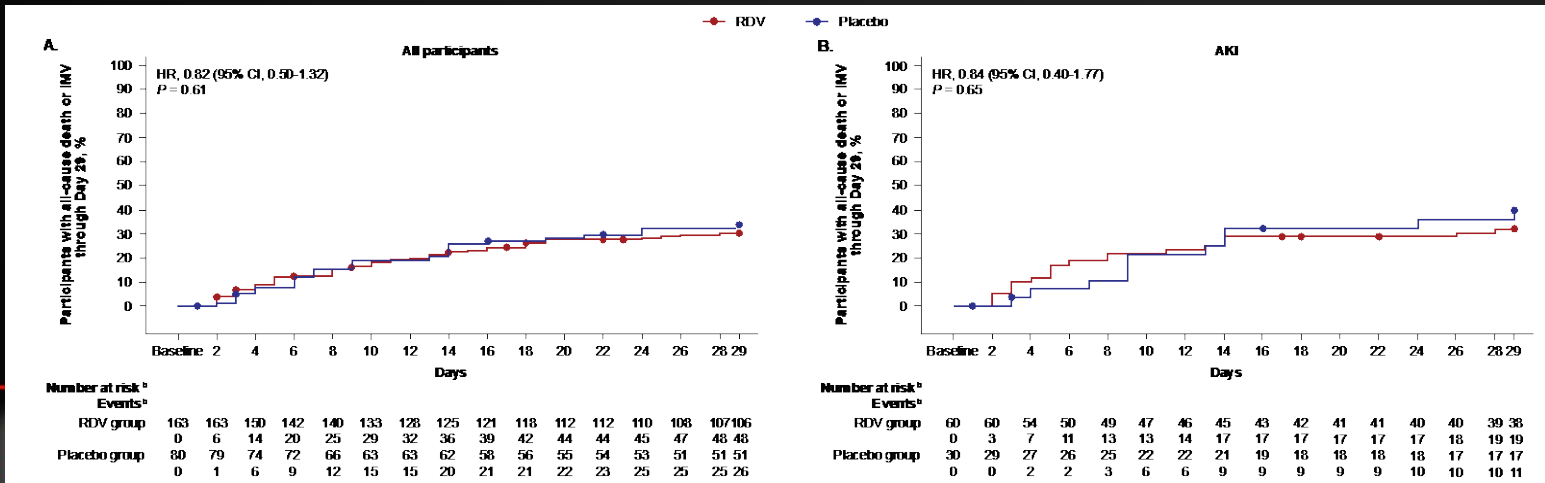 RDV Placebo
A.
All participants
HR, 0.82 (95% CI, 0.50-1.32)
P = 0.61
Participants with all-cause death or IMV
through Day 29, %
100
90
80
70
60
50
40
30
20
10
0
Baseline 2 4 6 8 10 12 14 16 18 20 22 24 26 28 29
Days
Number at risk b
Events b
RDV group 163 163 150 142 140 133 128 125 121 118 112 112 110 108 107 106
0 6 14 20 25 29 32 36 39 42 44 44 45 47 48 48
Placebo group 80 79 74 72 66 63 63 62 58 56 55 54 53 51 51 51
0 1 6 9 12 15 15 20 21 21 22 23 25 25 25 26
B.
AKI
HR, 0.84 (95% CI, 0.40-1.77)
P = 0.65
Participants with all-cause death or IMV
through Day 29, %
100
90
80
70
60
50
40
30
20
10
0
Baseline 2 4 6 8 10 12 14 16 18 20 22 24 26 28 29
Days
Number at risk b
Events b
RDV group 60 60 54 50 49 47 46 45 43 42 41 41 40 40 39 38
0 3 7 11 13 13 14 17 17 17 17 17 17 18 19 19
Placebo group 30 29 27 26 25 22 22 21 19 18 18 18 18 17 17 17
0 0 2 2 3 6 6 9 9 9 9 9 10 10 10 11